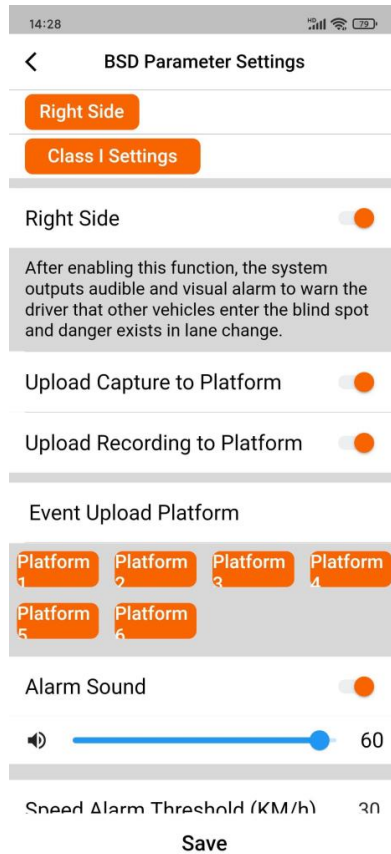 14:28
HD 79
BSD Parameter Settings
Right Side
Class I Settings
Right Side
After enabling this function, the system
outputs audible and visual alarm to warn the
driver that other vehicles enter the blind spot
and danger exists in lane change.
Upload Capture to Platform
Upload Recording to Platform
Event Upload Platform
Platform 1 Platform 2 Platform 3 Platform 4
Platform 5 Platform 6
Alarm Sound
60
Speed Alarm Threshold (KM/h) 30
Save